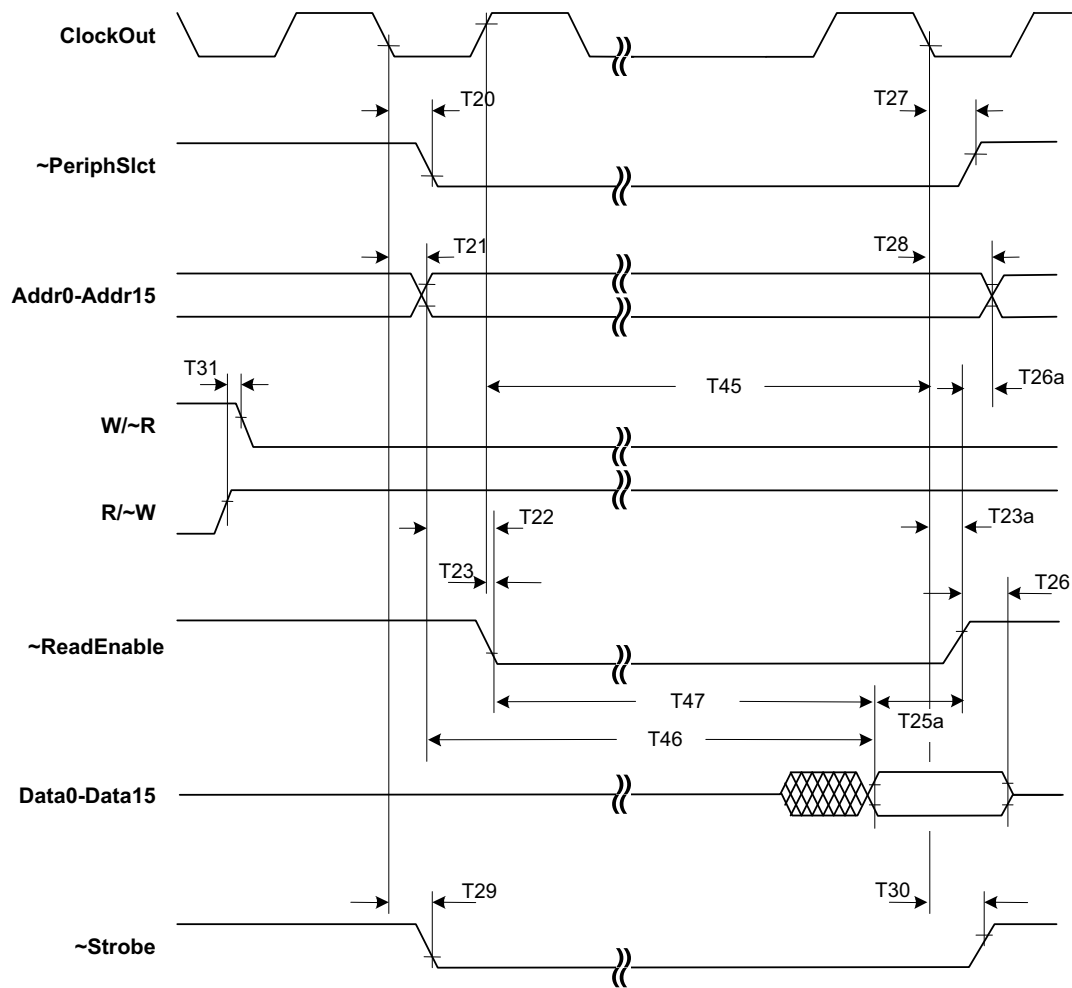 ClockOut
T20
T27
~PeriphSlct
T21
T28
Addr0-Addr15
T31
T45
T26a
W/~R
R/~W
T22
T23a
T23
T26
~ReadEnable
T47
T25a
T46
Data0-Data15
T29
T30
~Strobe